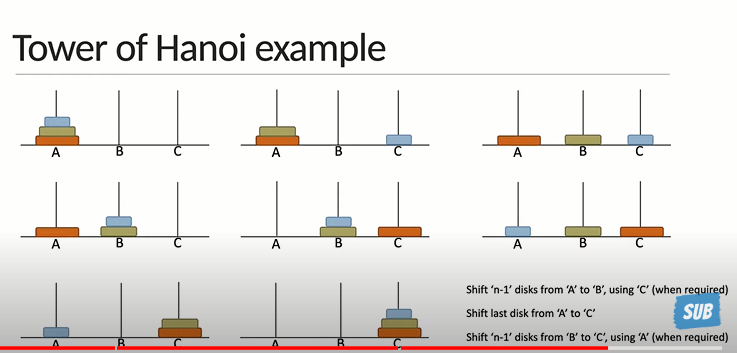 Tower of Hanoi example
A B C
A B C
A B C
A B C
A B C
A B C
Shift ‘n-1’ disks from ‘A’ to ‘B’, using ‘C’ (when required)
Shift last disk from ‘A’ to ‘C’
SUB
Shift ‘n-1’ disks from ‘B’ to ‘C’, using ‘A’ (when required)
A B C
A B C